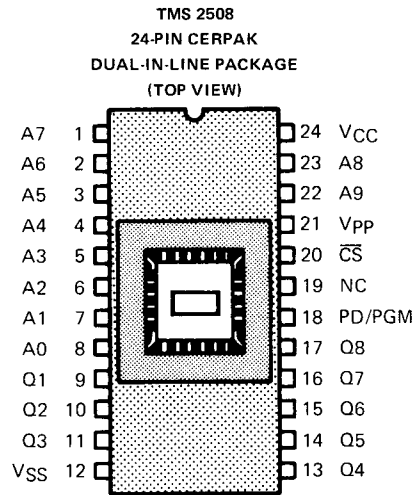 TMS 2508
24-PIN CERPAK
DUAL-IN-LINE PACKAGE
(TOP VIEW)
A7 1 24 VCC
A6 2 23 A8
A5 3 22 A9
A4 4 21 VPP
A3 5 20 C̅S̅
A2 6 19 NC
A1 7 18 PD/PGM
A0 8 17 Q8
Q1 9 16 Q7
Q2 10 15 Q6
Q3 11 14 Q5
VSS 12 13 Q4